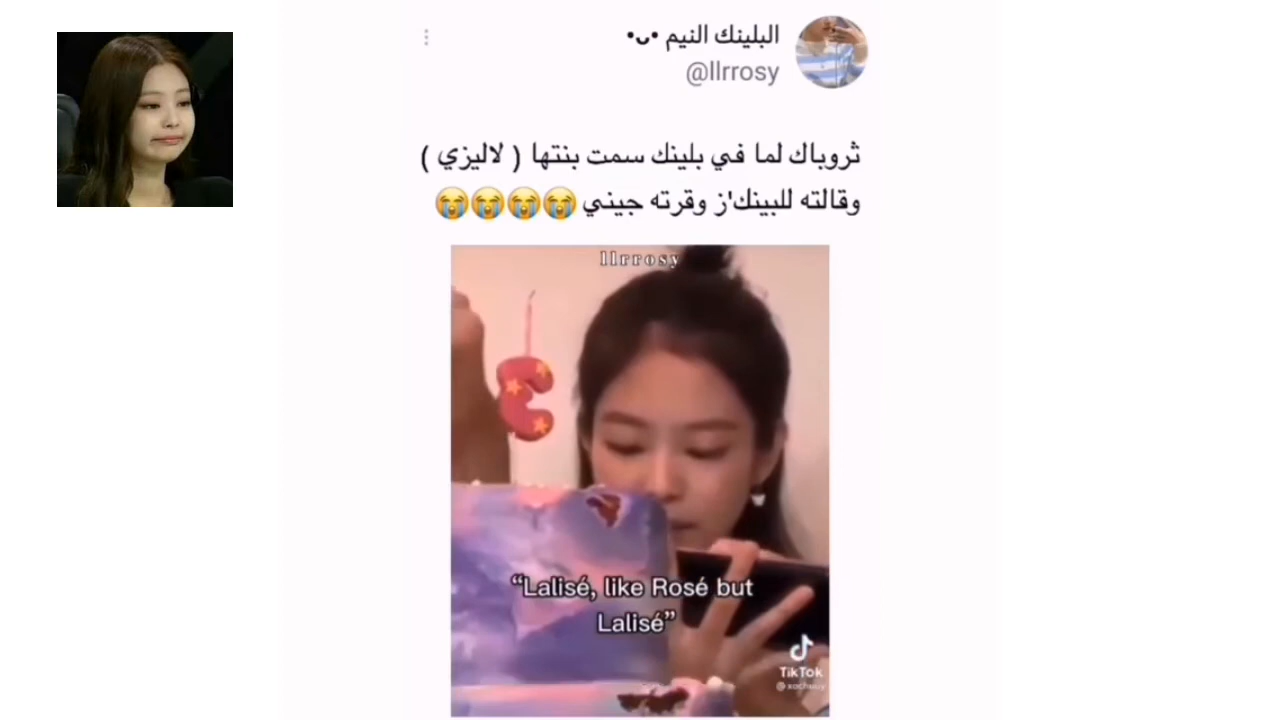 البلينك النيم •ᴗ•
@llrrosy
ثروباك لما في بلينك سمت بنتها ( لاليزي )
وقالته للبينك'ز وقرته جيني 😭😭😭😭
llrrosy
“Lalisé, like Rosé but
Lalisé”
TikTok